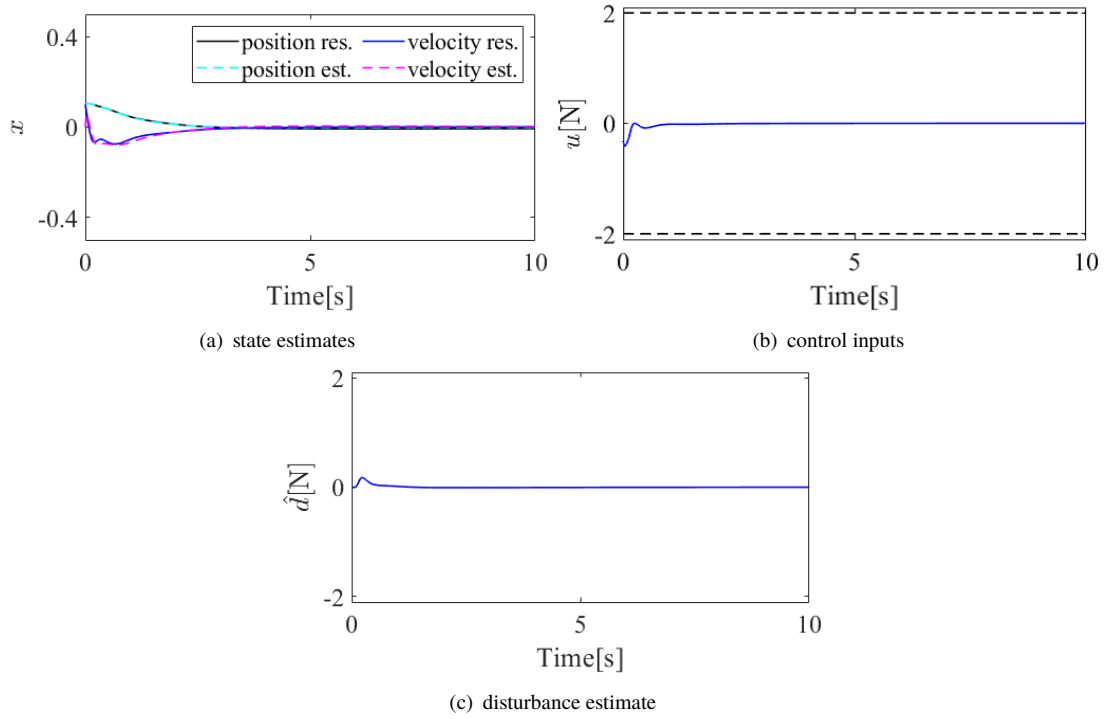 0.4
0
-0.4
x
position res.
velocity res.
position est.
velocity est.
0
5
10
Time[s]
(a) state estimates
2
0
-2
u[N]
0
5
10
Time[s]
(b) control inputs
2
0
-2
d̂[N]
0
5
10
Time[s]
(c) disturbance estimate